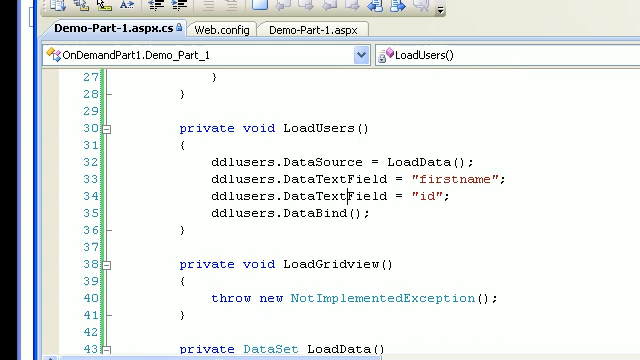 Demo-Part-1.aspx.cs Web.config Demo-Part-1.aspx
OnDemandPart1.Demo_Part_1 LoadUsers()
27 }
28 }
29
30 private void LoadUsers()
31 {
32 ddlusers.DataSource = LoadData();
33 ddlusers.DataTextField = "firstname";
34 ddlusers.DataTextField = "id";
35 ddlusers.DataBind();
36 }
37
38 private void LoadGridview()
39 {
40 throw new NotImplementedException();
41 }
42
43 private DataSet LoadData()